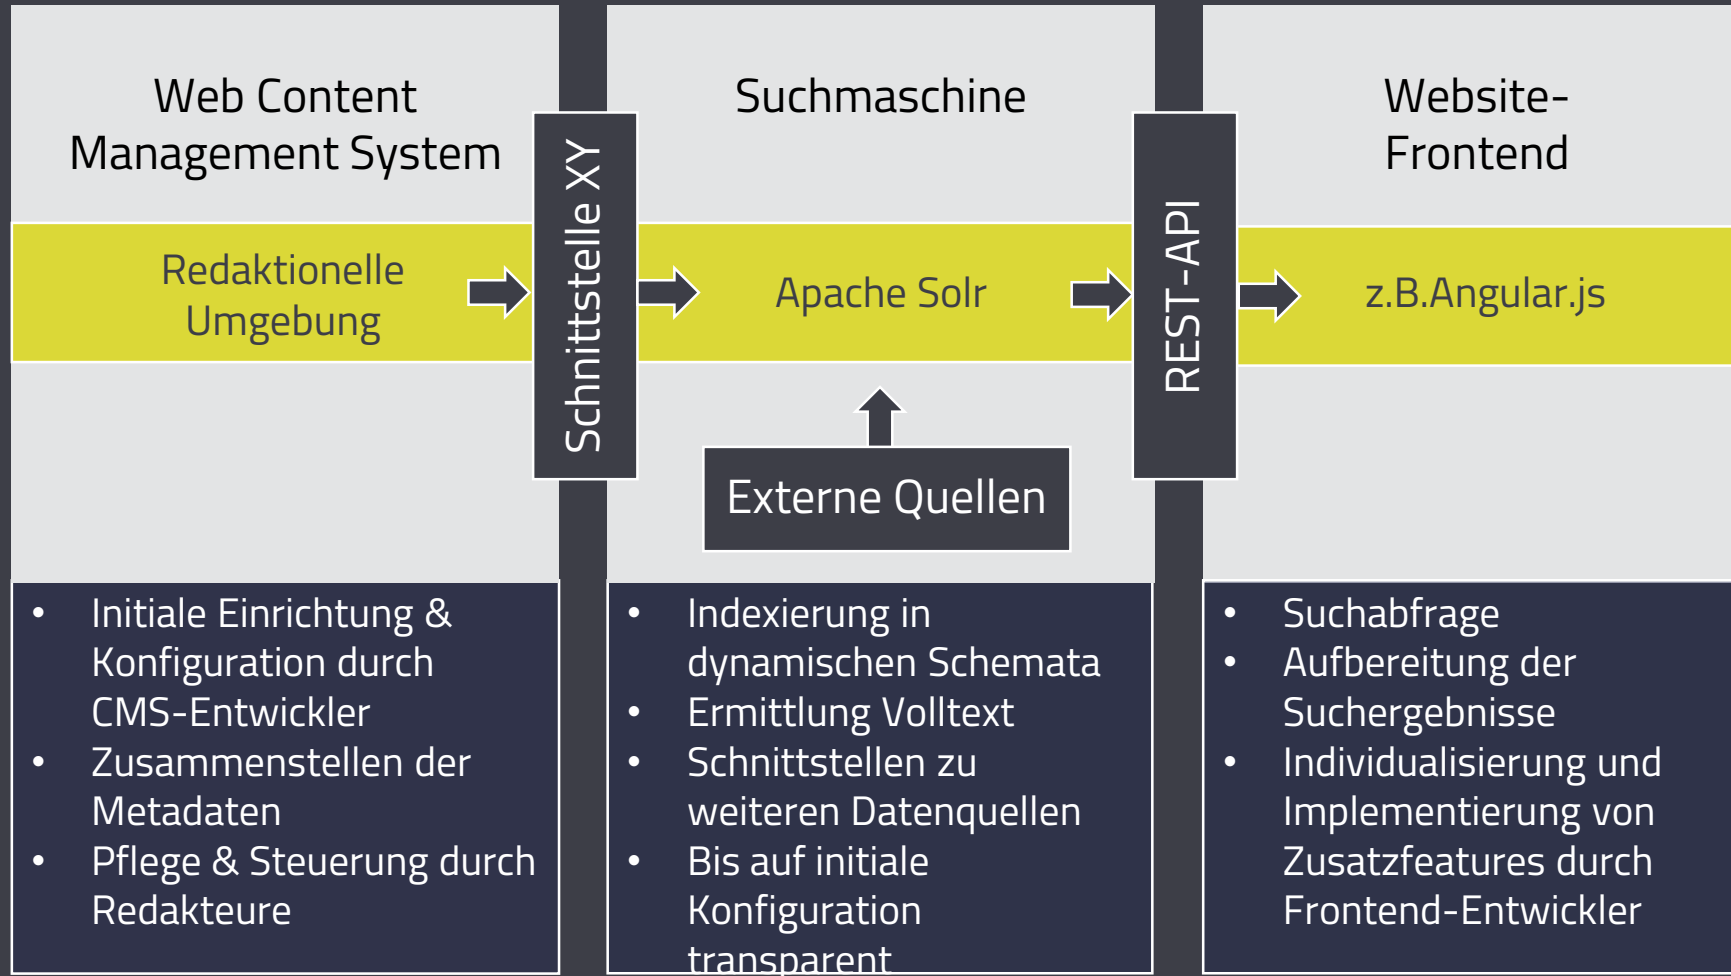 Web Content
Management System
Redaktionelle
Umgebung
Schnittstelle XY
Suchmaschine
Apache Solr
Externe Quellen
REST-API
Website-
Frontend
z.B.Angular.js
• Initiale Einrichtung &
Konfiguration durch
CMS-Entwickler
• Zusammenstellen der
Metadaten
• Pflege & Steuerung durch
Redakteure
• Indexierung in
dynamischen Schemata
• Ermittlung Volltext
• Schnittstellen zu
weiteren Datenquellen
• Bis auf initiale
Konfiguration
transparent
• Suchabfrage
• Aufbereitung der
Suchergebnisse
• Individualisierung und
Implementierung von
Zusatzfeatures durch
Frontend-Entwickler